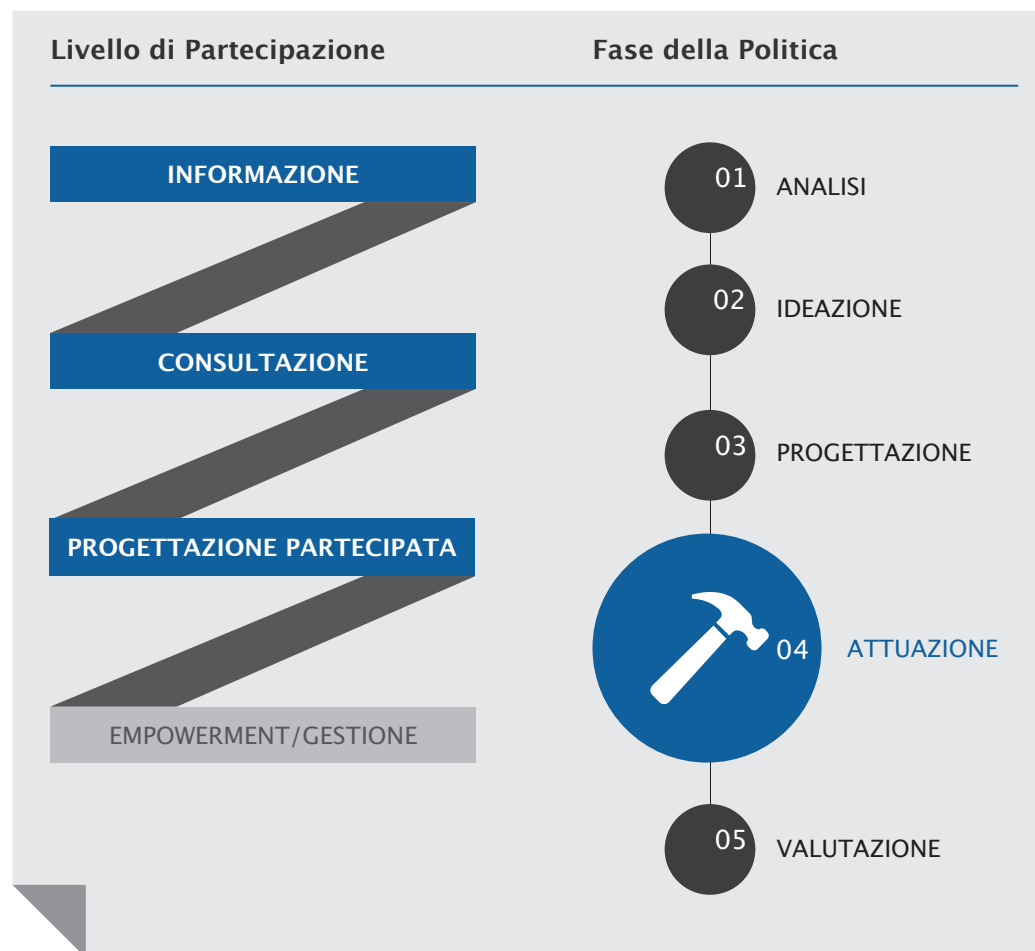 Livello di Partecipazione
Fase della Politica
INFORMAZIONE
CONSULTAZIONE
PROGETTAZIONE PARTECIPATA
EMPOWERMENT/GESTIONE
01 ANALISI
02 IDEAZIONE
03 PROGETTAZIONE
04 ATTUAZIONE
05 VALUTAZIONE